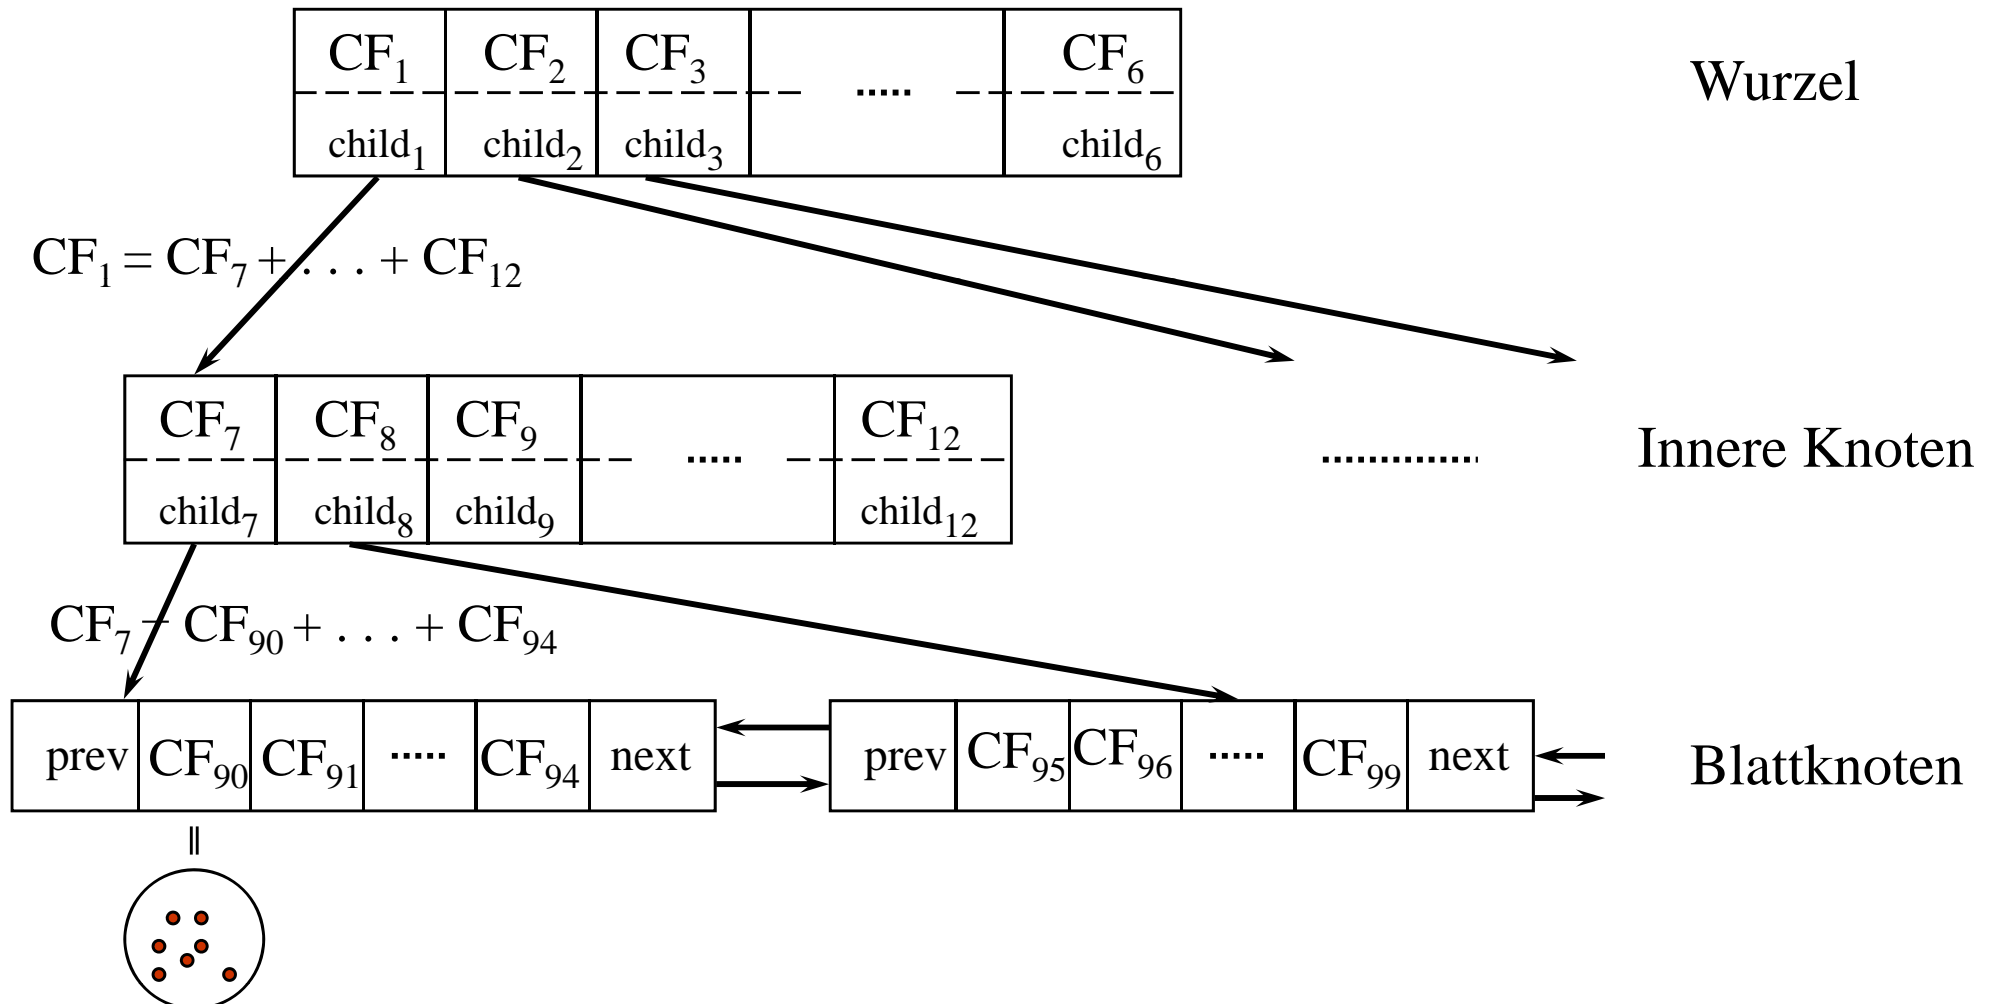 CF₁ CF₂ CF₃ ..... CF₆ Wurzel
child₁ child₂ child₃ child₆
CF₁ = CF₇ + . . . + CF₁₂
CF₇ CF₈ CF₉ ..... CF₁₂ ............. Innere Knoten
child₇ child₈ child₉ child₁₂
CF₇ = CF₉₀ + . . . + CF₉₄
prev CF₉₀ CF₉₁ ..... CF₉₄ next prev CF₉₅ CF₉₆ ..... CF₉₉ next Blattknoten
=